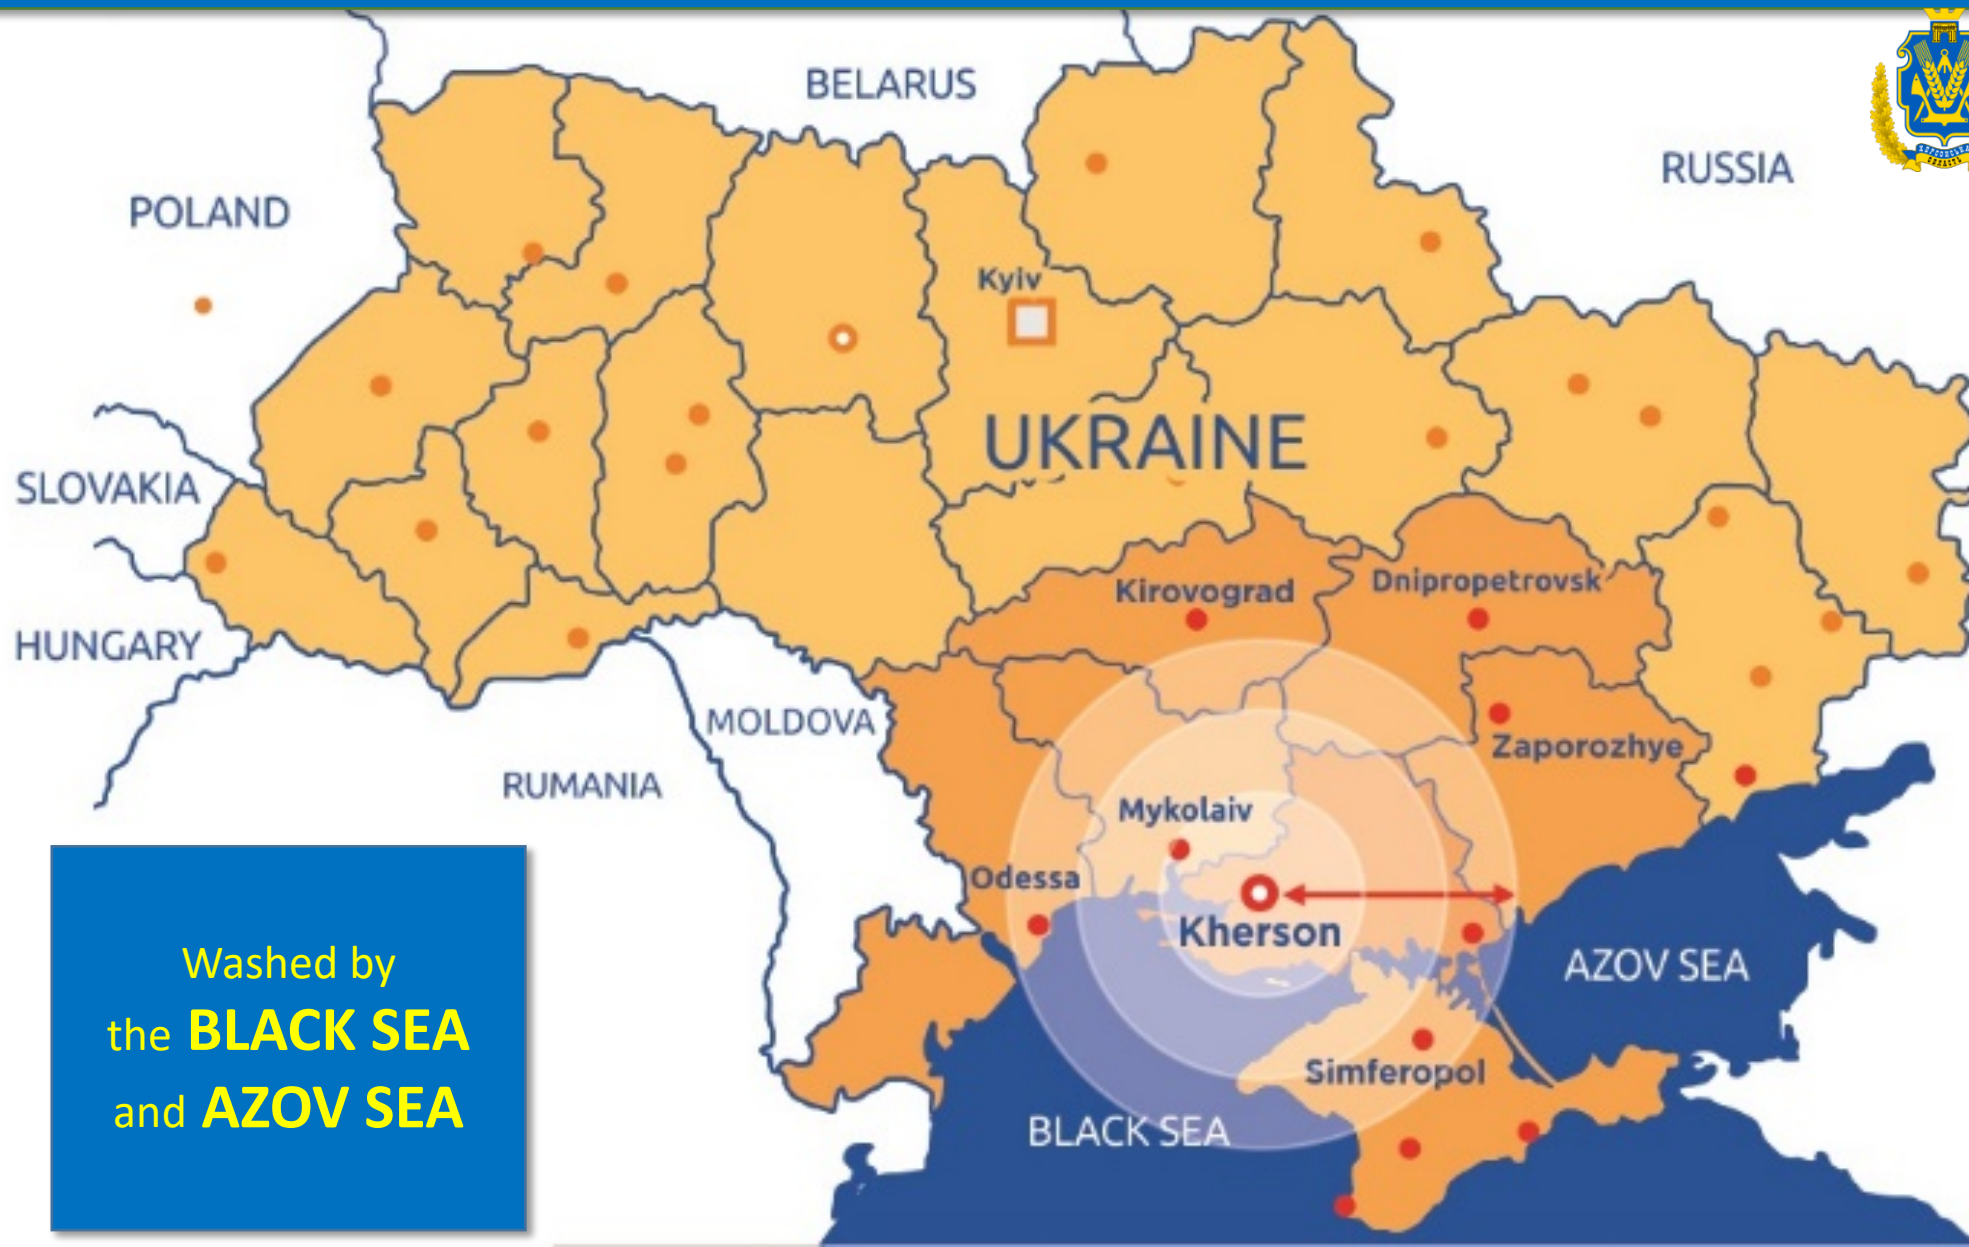 BELARUS
RUSSIA
POLAND
Kyiv
UKRAINE
SLOVAKIA
Kirovograd
Dnipropetrovsk
HUNGARY
MOLDOVA
Zaporozhye
RUMANIA
Mykolaiv
Odessa
Kherson
AZOV SEA
Simferopol
BLACK SEA
Washed by
the BLACK SEA
and AZOV SEA